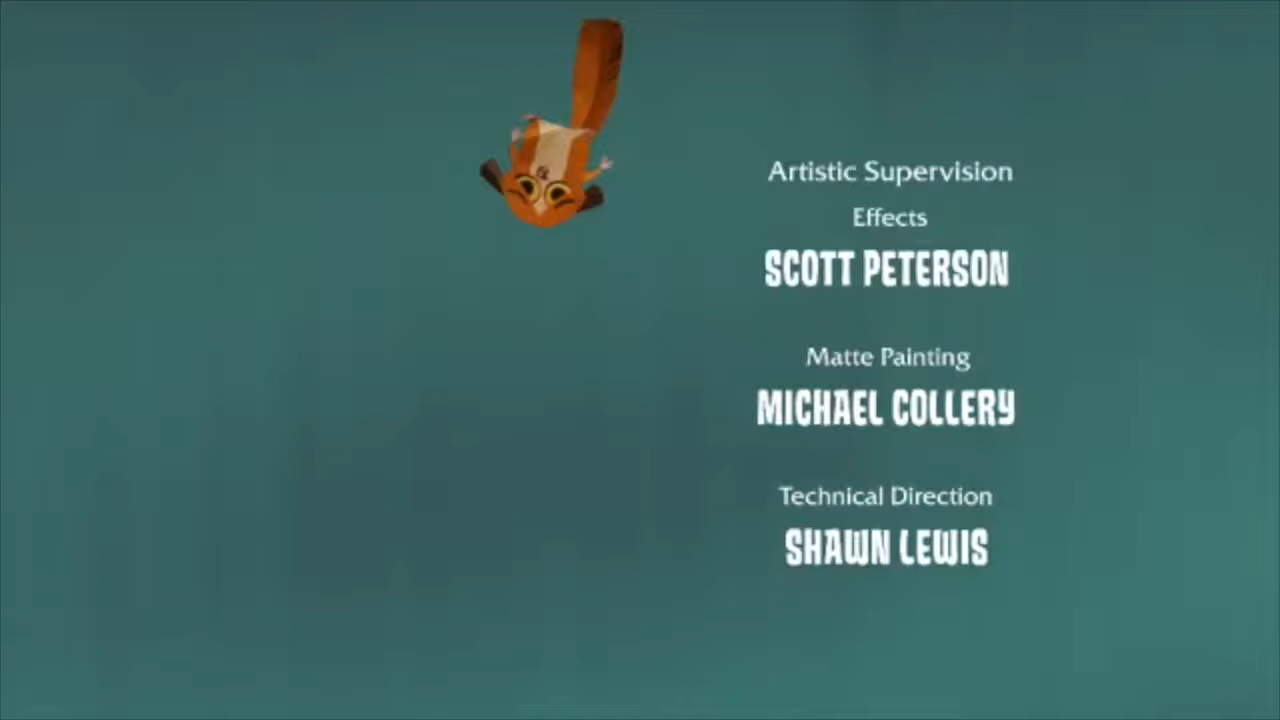 Artistic Supervision
Effects
SCOTT PETERSON
Matte Painting
MICHAEL COLLERY
Technical Direction
SHAWN LEWIS